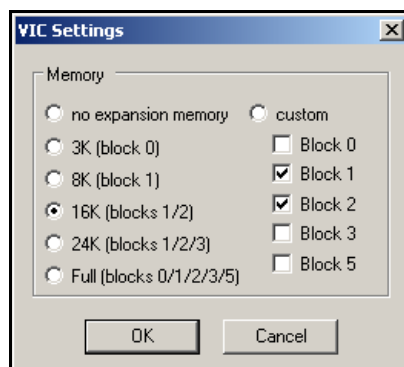 VIC Settings
Memory
no expansion memory
custom
3K (block 0)
Block 0
8K (block 1)
Block 1
16K (blocks 1/2)
Block 2
24K (blocks 1/2/3)
Block 3
Full (blocks 0/1/2/3/5)
Block 5
OK
Cancel